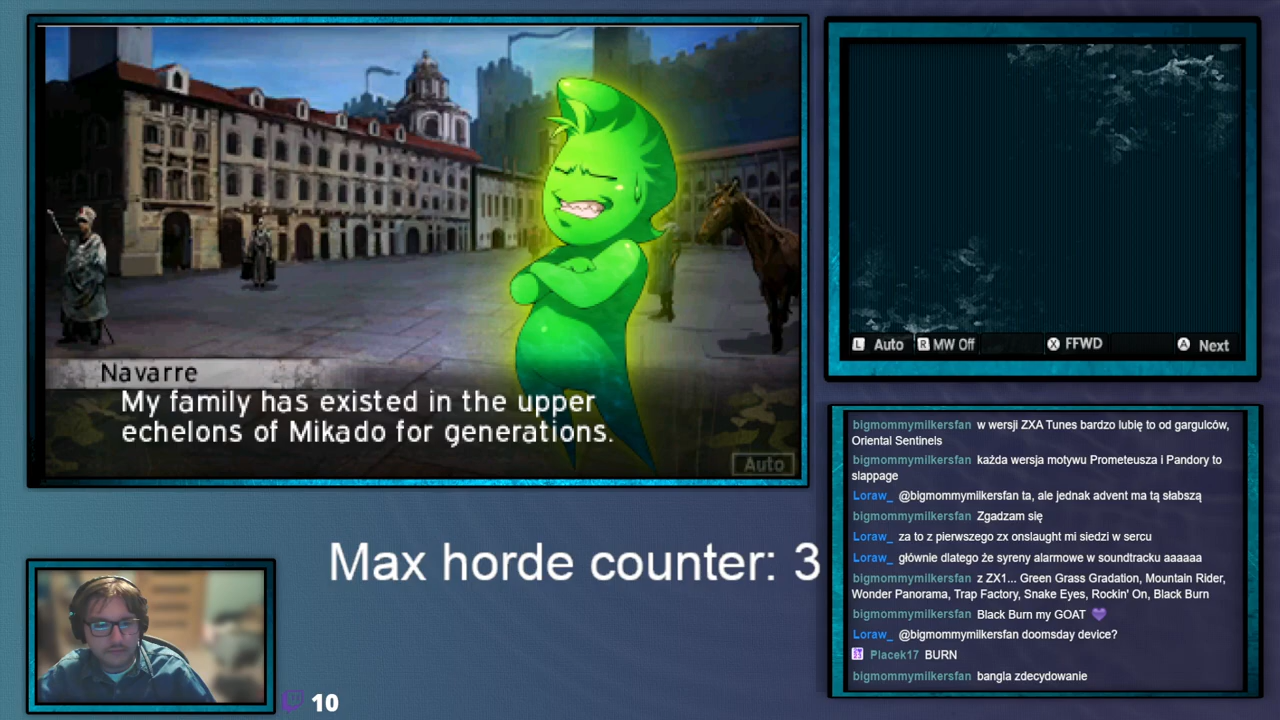 Navarre
My family has existed in the upper
echelons of Mikado for generations.
Auto
L Auto R MW Off X FFWD A Next
Max horde counter: 3
bigmommymilkersfan w wersji ZXA Tunes bardzo lubię to od gargulców,
Oriental Sentinels
bigmommymilkersfan każda wersja motywu Prometeusza i Pandory to
slappage
Loraw_ @bigmommymilkersfan ta, ale jednak advent ma tą słabszą
bigmommymilkersfan Zgadzam się
Loraw_ za to z pierwszego zx onslaught mi siedzi w sercu
Loraw_ głównie dlatego że syreny alarmowe w soundtracku aaaaaa
bigmommymilkersfan z ZX1... Green Grass Gradation, Mountain Rider,
Wonder Panorama, Trap Factory, Snake Eyes, Rockin' On, Black Burn
bigmommymilkersfan Black Burn my GOAT 💜
Loraw_ @bigmommymilkersfan doomsday device?
Placek17 BURN
bigmommymilkersfan bangla zdecydowanie
10